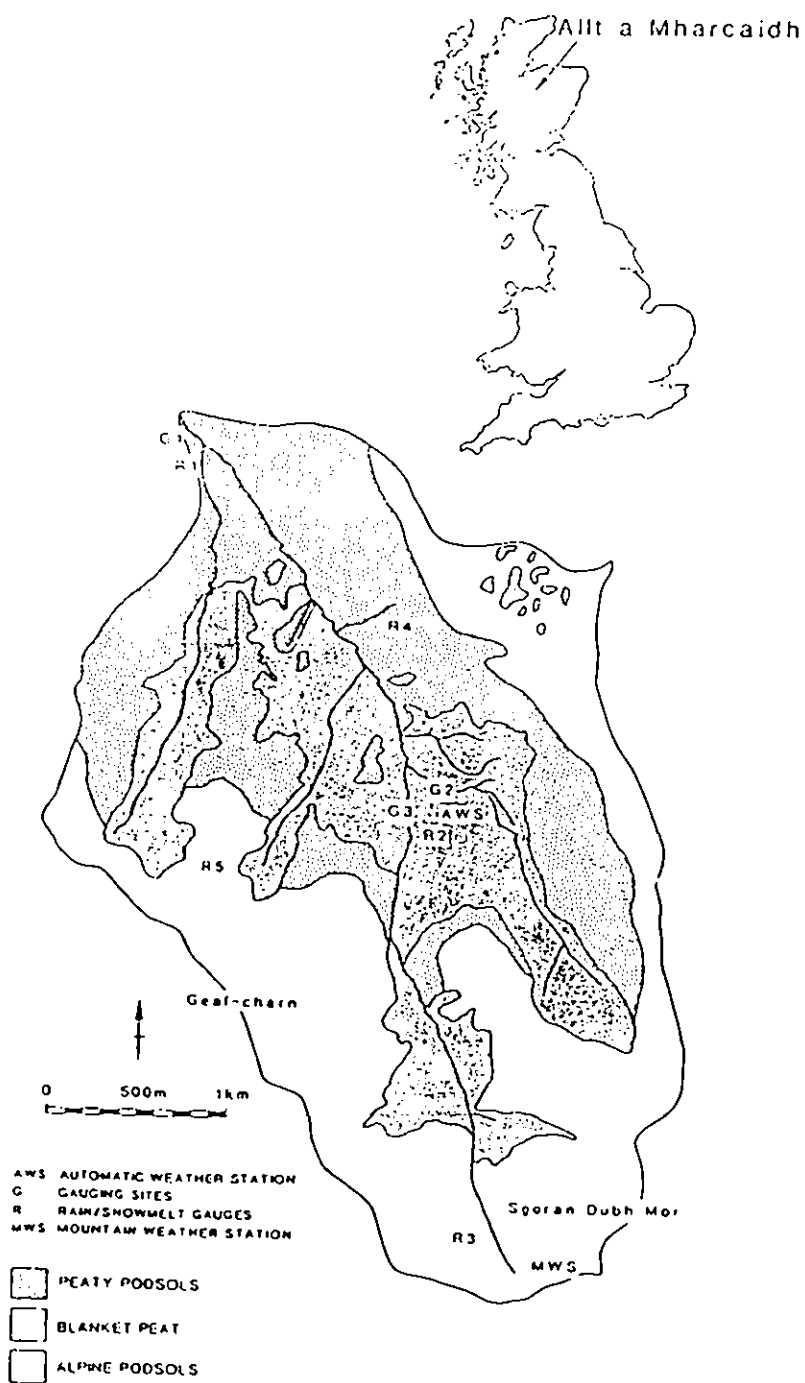 Allt a Mharcaidh
G1
R1
R4
G2
G3
AWS
R2
R5
Geal-charn
0 500m 1km
AWS AUTOMATIC WEATHER STATION
G GAUGING SITES
R RAIN/SNOWMELT GAUGES
MWS MOUNTAIN WEATHER STATION
Sgoran Dubh Mor
R3
MWS
PEATY PODSOLS
BLANKET PEAT
ALPINE PODSOLS